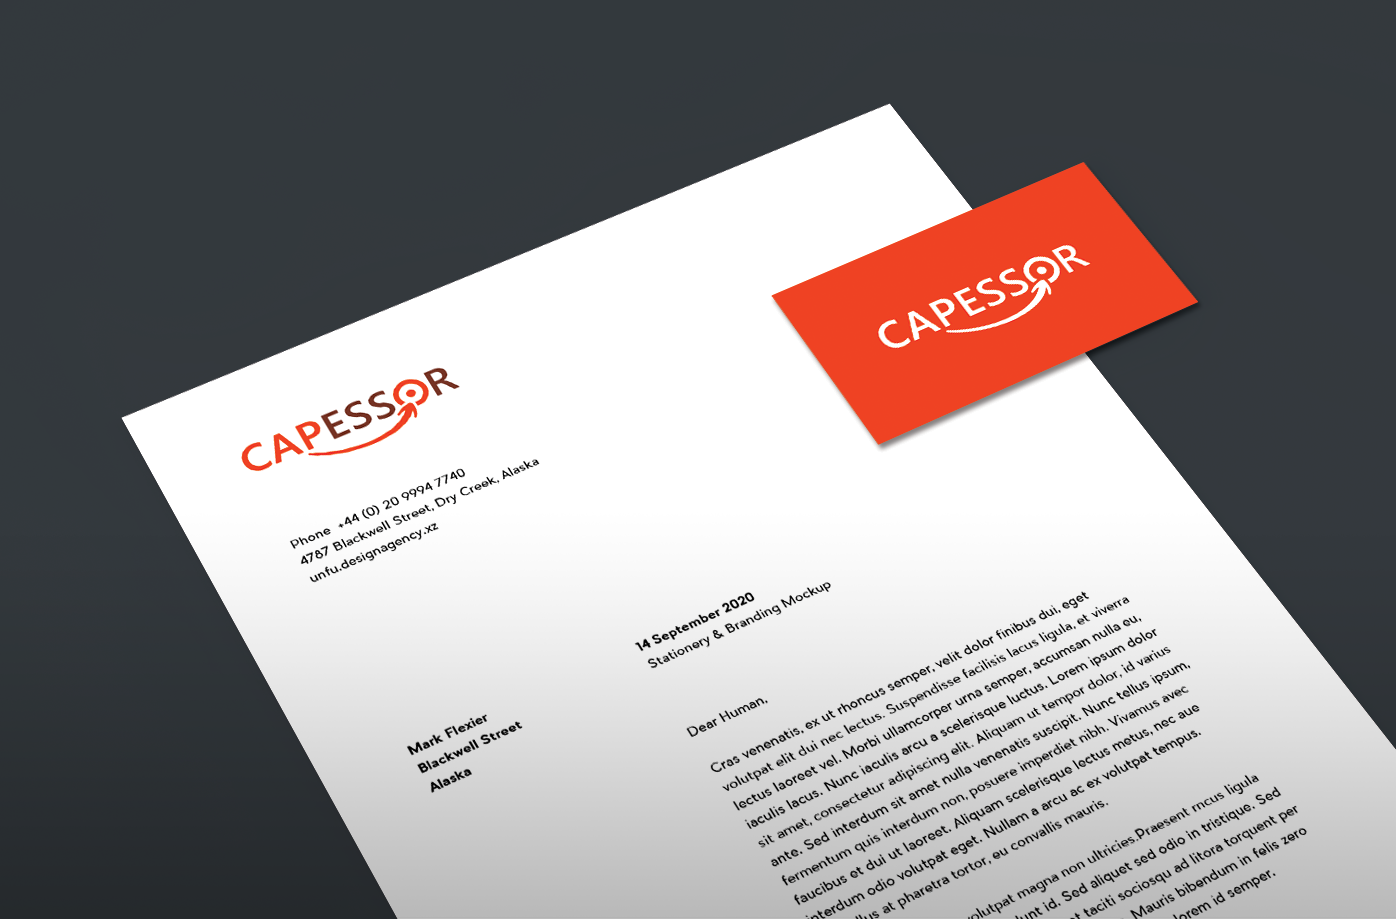 CAPESSOR
CAPESSOR
Phone +44 (0) 20 9994 7740
4787 Blackwell Street, Dry Creek, Alaska
unfu.designagency.xz
14 September 2020
Stationery & Branding Mockup
Mark Flexier
Blackwell Street
Alaska
Dear Human,
Cras venenatis, ex ut rhoncus semper, velit dolor finibus dui, eget
volutpat elit dui nec lectus. Suspendisse facilisis lacus ligula, et viverra
lectus laoreet vel. Morbi ullamcorper urna semper, accumsan nulla eu,
iaculis lacus. Nunc iaculis arcu a scelerisque luctus. Lorem ipsum dolor
sit amet, consectetur adipiscing elit. Aliquam ut tempor dolor, id varius
ante. Sed interdum sit amet nulla venenatis suscipit. Nunc tellus ipsum,
fermentum quis interdum non, posuere imperdiet nibh. Vivamus avec
faucibus et dui ut laoreet. Aliquam scelerisque lectus metus, nec aue
interdum odio volutpat eget. Nullam a arcu ac ex volutpat tempus.
at pharetra tortor, eu convallis mauris.
volutpat magna non ultricies.Praesent rncus ligula
id. Sed aliquet sed odio in tristique. Sed
taciti sociosqu ad litora torquent per
Mauris bibendum in felis zero
lorem id semper.